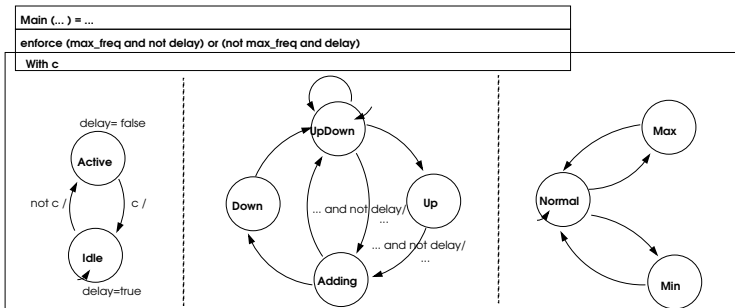 Main (... ) = ...
enforce (max_freq and not delay) or (not max_freq and delay)
With c
delay= false
Active
not c /
c /
Idle
delay=true
UpDown
Down
Up
... and not delay/
...
... and not delay/
...
Adding
Max
Normal
Min